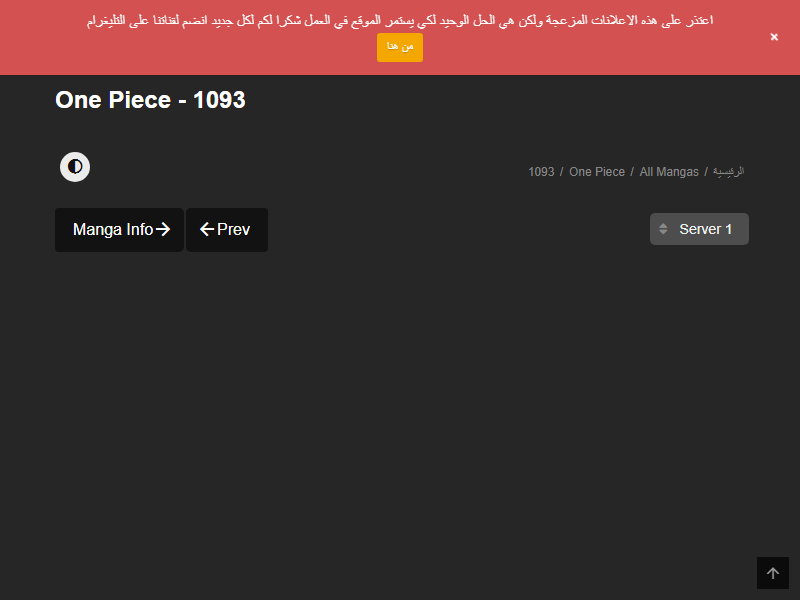 اعتذر على هذه الاعلانات المزعجة ولكن هي الحل الوحيد لكي يستمر الموقع في العمل شكرا لكم لكل جديد انضم لقناتنا على التليغرام
من هنا
×
One Piece - 1093
1093 / One Piece / All Mangas / الرئيسية
Manga Info→ ←Prev
Server 1